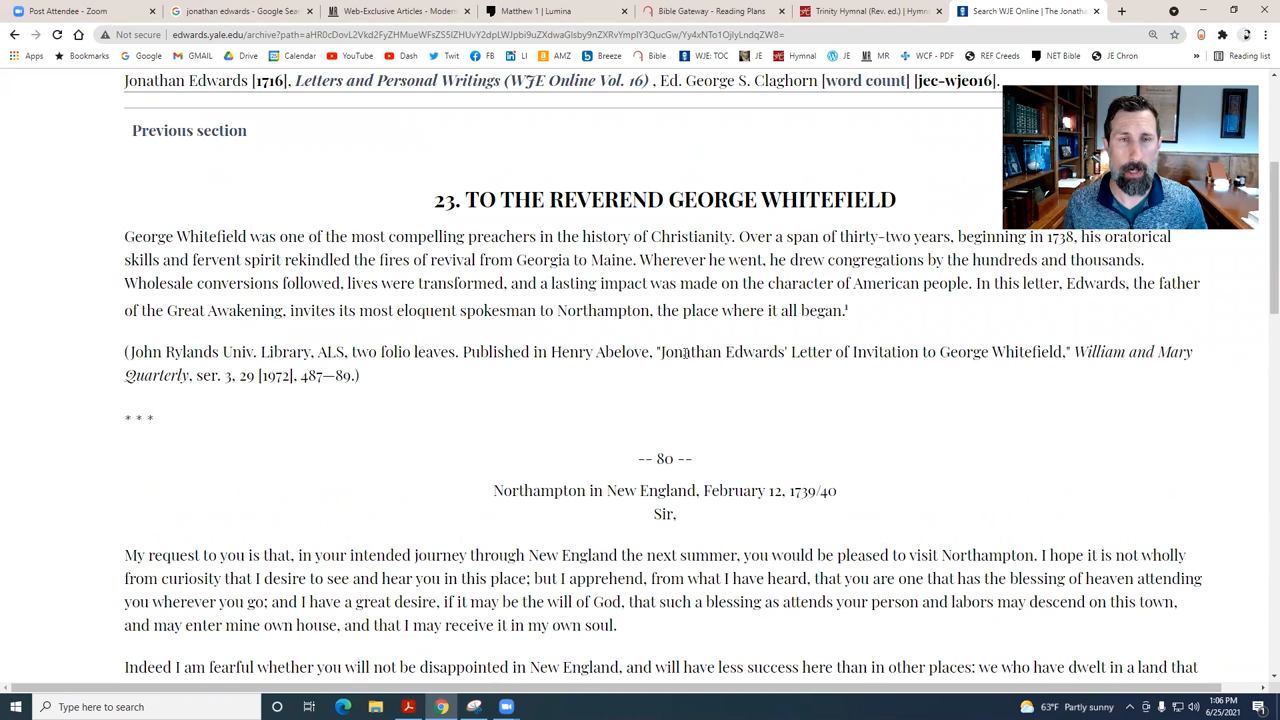 Post Attendee - Zoom
jonathan edwards - Google Sear
Web-Exclusive Articles - Modern
Matthew 1 | Lumina
Bible Gateway - Reading Plans
Trinity Hymnal (Rev. ed.) | Hymn
Search WJE Online | The Jonatha
Not secure | edwards.yale.edu/archive?path=
Apps Bookmarks Google GMAIL Drive Calendar YouTube YouTube Dash Twit FB LI AMZ Breeze Bible WJE: TOC JE Hymnal JE MR WCF - PDF REF Creeds NET Bible JE Chron » Reading list
Jonathan Edwards [1716], Letters and Personal Writings (WJE Online Vol. 16) , Ed. George S. Claghorn [word count] [jec-wje016].
Previous section
23. TO THE REVEREND GEORGE WHITEFIELD
George Whitefield was one of the most compelling preachers in the history of Christianity. Over a span of thirty-two years, beginning in 1738, his oratorical
skills and fervent spirit rekindled the fires of revival from Georgia to Maine. Wherever he went, he drew congregations by the hundreds and thousands.
Wholesale conversions followed, lives were transformed, and a lasting impact was made on the character of American people. In this letter, Edwards, the father
of the Great Awakening, invites its most eloquent spokesman to Northampton, the place where it all began.¹
(John Rylands Univ. Library, ALS, two folio leaves. Published in Henry Abelove, "Jonathan Edwards' Letter of Invitation to George Whitefield," William and Mary
Quarterly, ser. 3, 29 [1972], 487—89.)
* * *
-- 80 --
Northampton in New England, February 12, 1739/40
Sir,
My request to you is that, in your intended journey through New England the next summer, you would be pleased to visit Northampton. I hope it is not wholly
from curiosity that I desire to see and hear you in this place; but I apprehend, from what I have heard, that you are one that has the blessing of heaven attending
you wherever you go; and I have a great desire, if it may be the will of God, that such a blessing as attends your person and labors may descend on this town,
and may enter mine own house, and that I may receive it in my own soul.
Indeed I am fearful whether you will not be disappointed in New England, and will have less success here than in other places: we who have dwelt in a land that
Type here to search
63°F Partly sunny
1:06 PM
6/25/2021